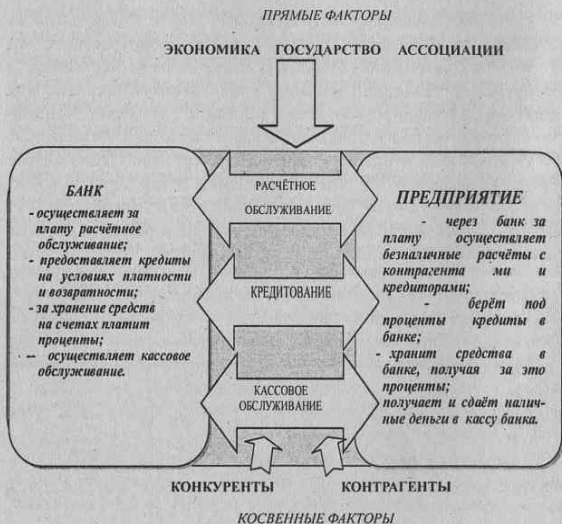 ПРЯМЫЕ ФАКТОРЫ
ЭКОНОМИКА ГОСУДАРСТВО АССОЦИАЦИИ
БАНК
- осуществляет за
плату расчётное
обслуживание;
- предоставляет кредиты
на условиях платности
и возвратности;
- за хранение средств
на счетах платит
проценты;
– осуществляет кассовое
обслуживание.
РАСЧЁТНОЕ
ОБСЛУЖИВАНИЕ
КРЕДИТОВАНИЕ
КАССОВОЕ
ОБСЛУЖИВАНИЕ
ПРЕДПРИЯТИЕ
- через банк за
плату осуществляет
безналичные расчёты с
контрагента ми и
кредиторами;
- берёт под
проценты кредиты в
банке;
- хранит средства в
банке, получая за это
проценты;
получает и сдаёт налич-
ные деньги в кассу банка.
КОНКУРЕНТЫ КОНТРАГЕНТЫ
КОСВЕННЫЕ ФАКТОРЫ